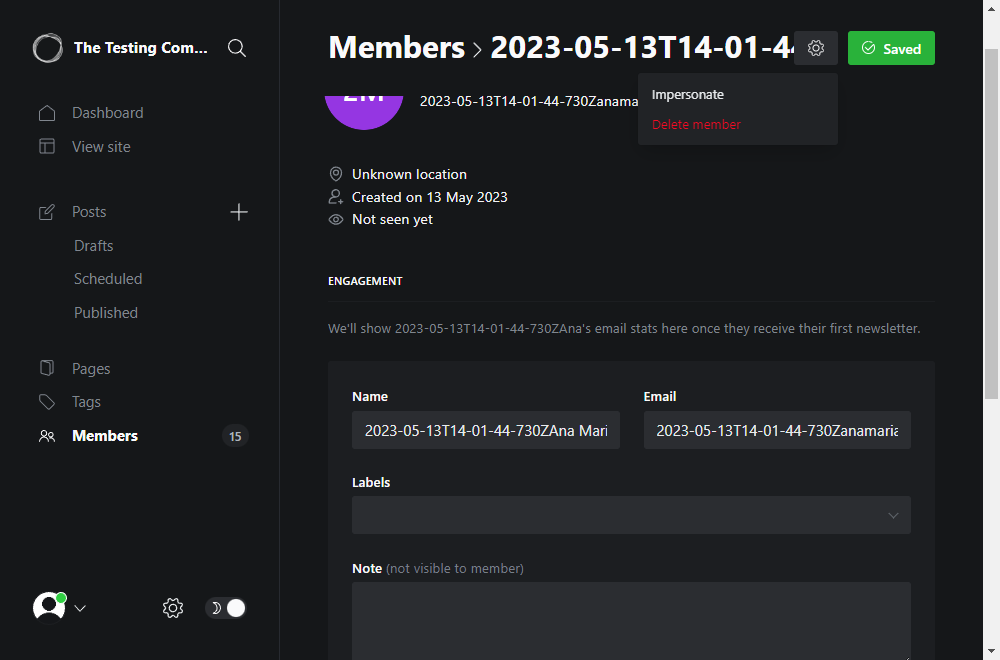 The Testing Com...
Dashboard
View site
Posts
Drafts
Scheduled
Published
Pages
Tags
Members
15
Members > 2023-05-13T14-01-4
Saved
Impersonate
Delete member
2023-05-13T14-01-44-730Zanama
Unknown location
Created on 13 May 2023
Not seen yet
ENGAGEMENT
We'll show 2023-05-13T14-01-44-730ZAna's email stats here once they receive their first newsletter.
Name
2023-05-13T14-01-44-730ZAna Mari
Email
2023-05-13T14-01-44-730Zanamaria
Labels
Note (not visible to member)